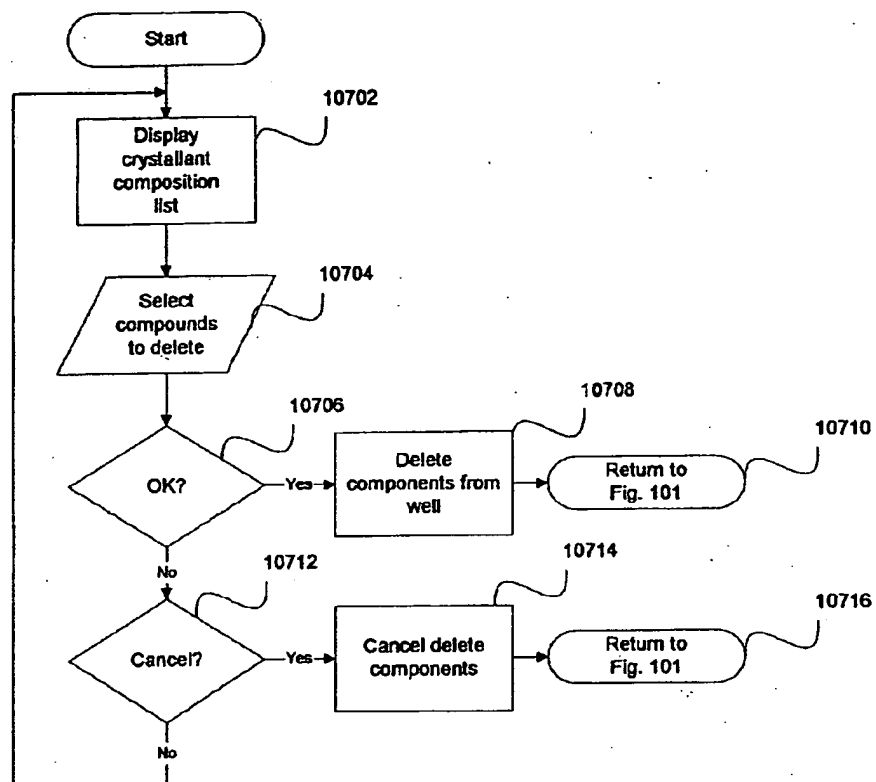 Start
10702
Display
crystallant
composition
list
10704
Select
compounds
to delete
10706
OK?
Yes
10708
Delete
components from
well
10710
Return to
Fig. 101
No
10712
Cancel?
Yes
10714
Cancel delete
components
10716
Return to
Fig. 101
No